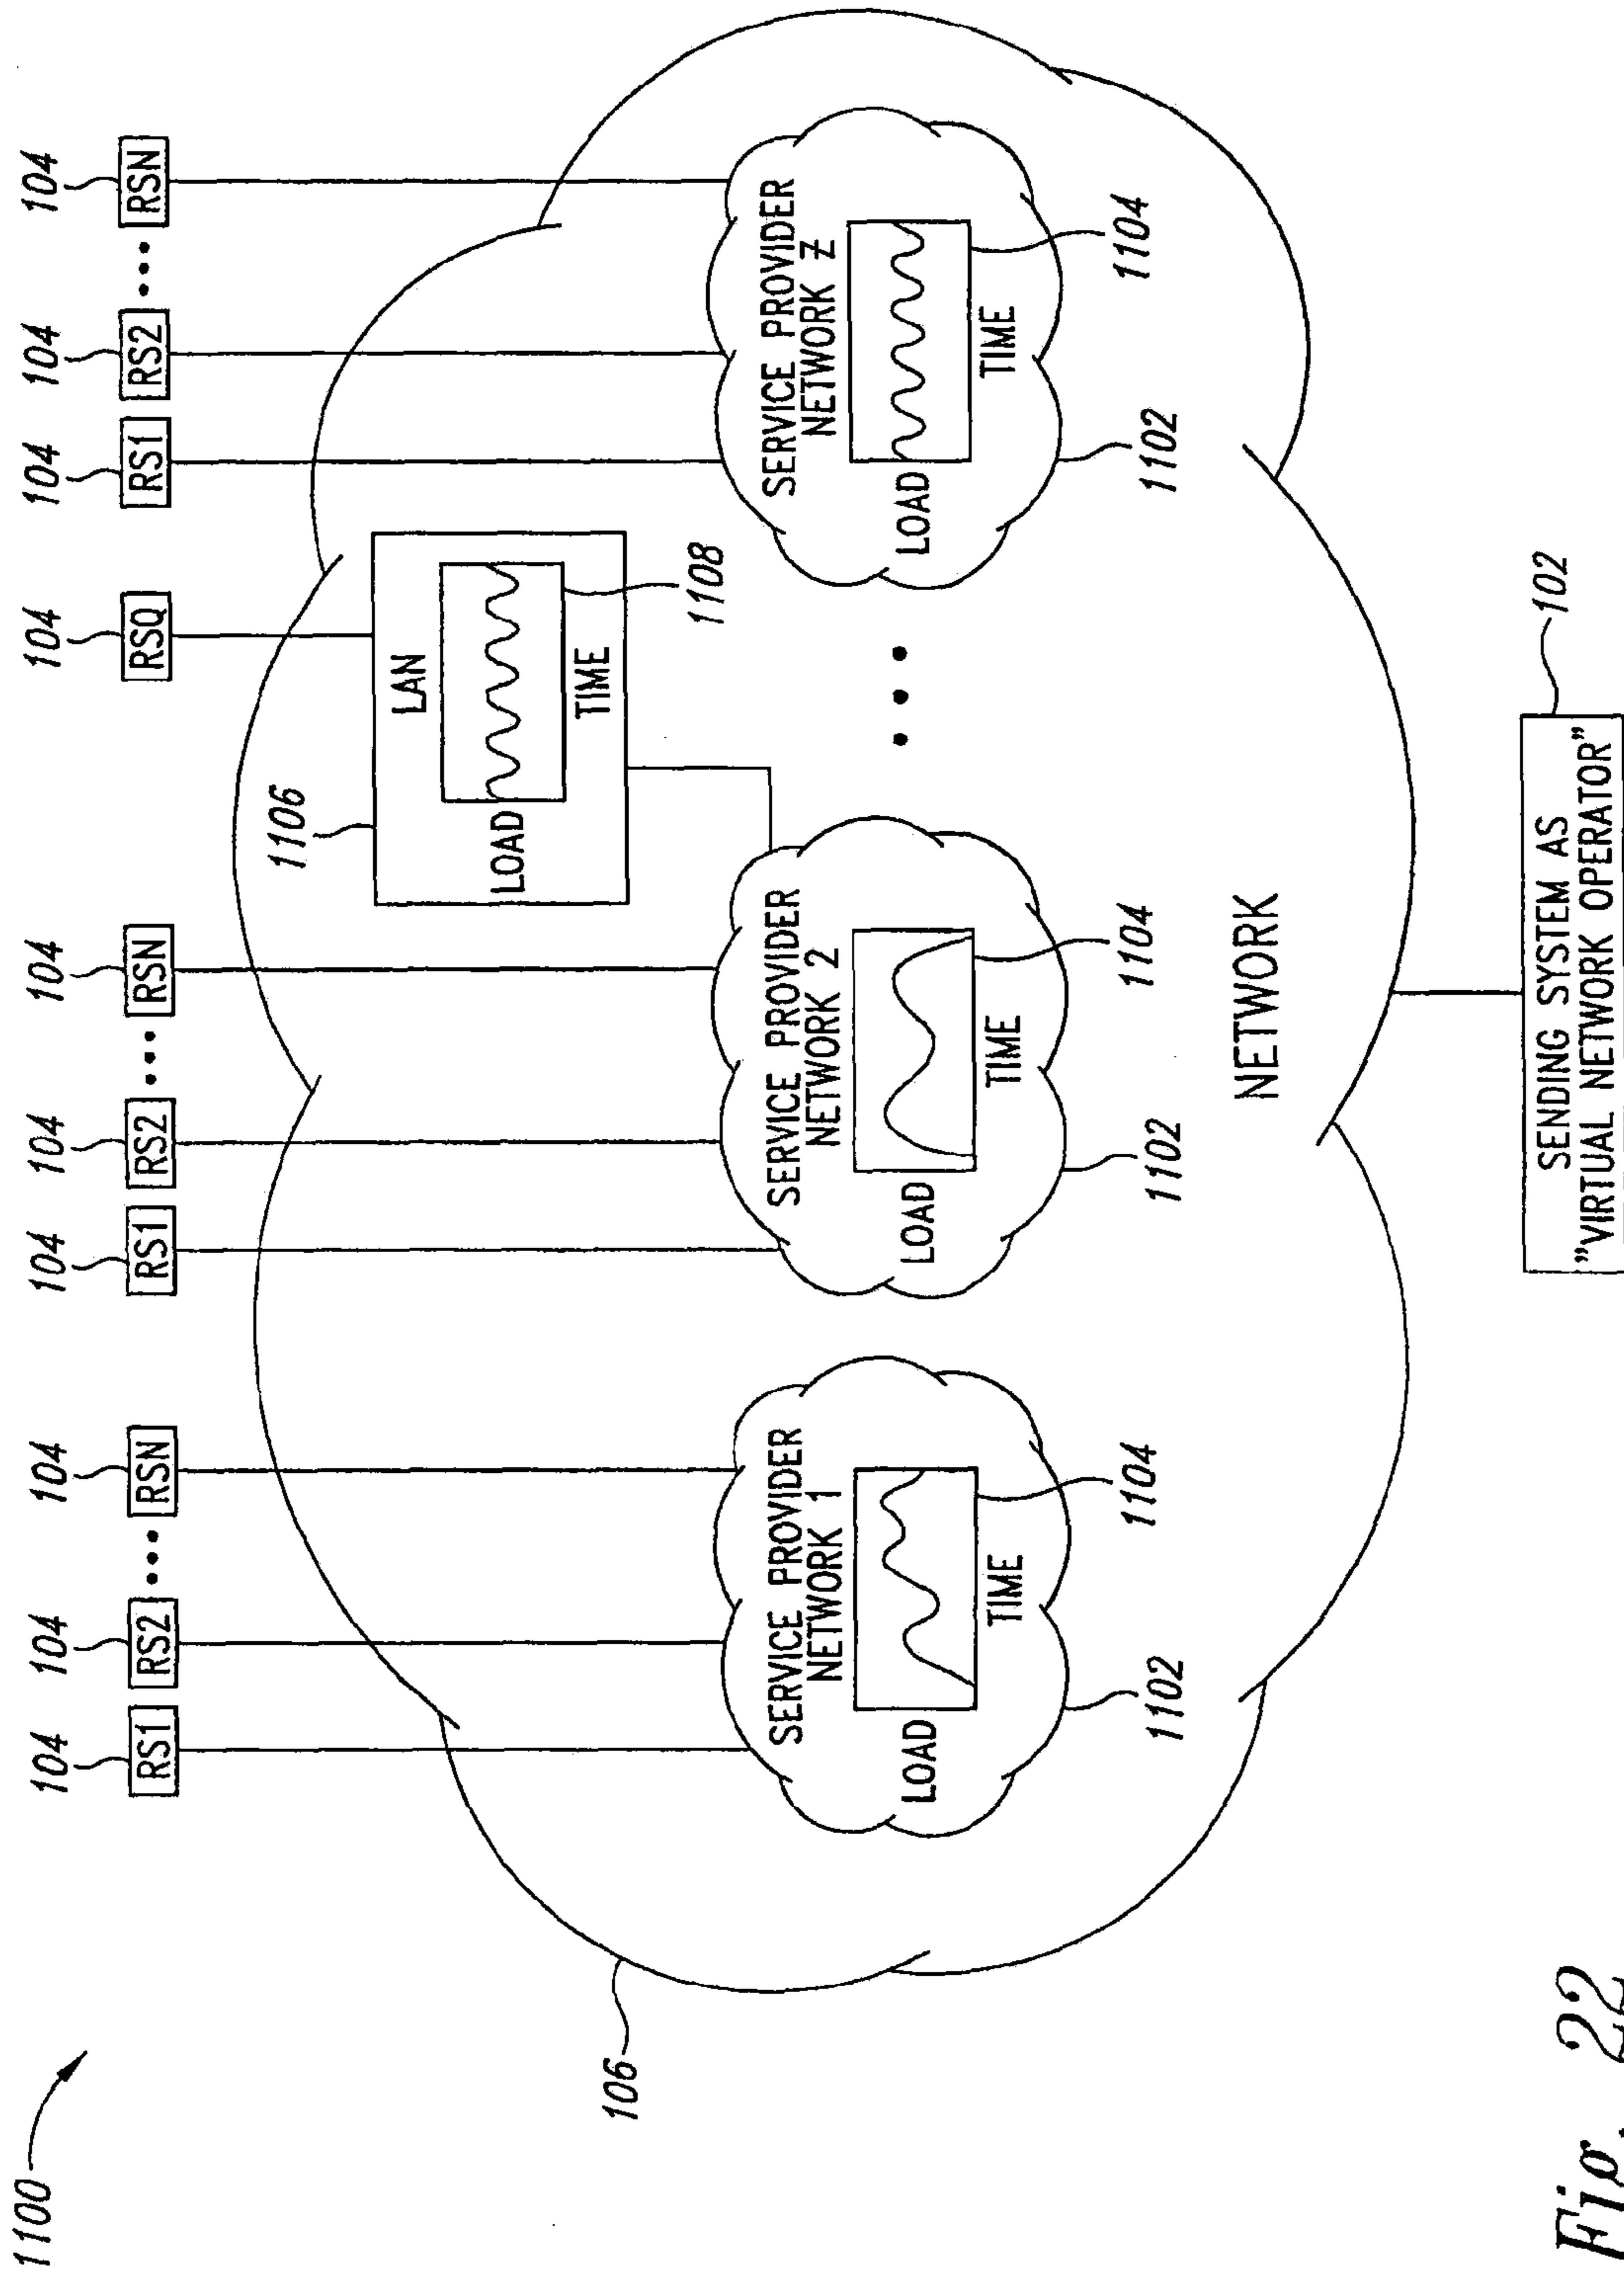 1100
104 104 104 104 104 104 104 104 104 104
RS1 RS2 ••• RSN RS1 RS2 ••• RSN RSQ RS1 RS2 ••• RSN
106
1106
LAN
LOAD
TIME
1108
SERVICE PROVIDER
NETWORK 1
LOAD
TIME
1102
1104
SERVICE PROVIDER
NETWORK 2
LOAD
TIME
1102
1104
•••
SERVICE PROVIDER
NETWORK Z
LOAD
TIME
1102
1104
NETWORK
102
SENDING SYSTEM AS
"VIRTUAL NETWORK OPERATOR"
Fig. 22